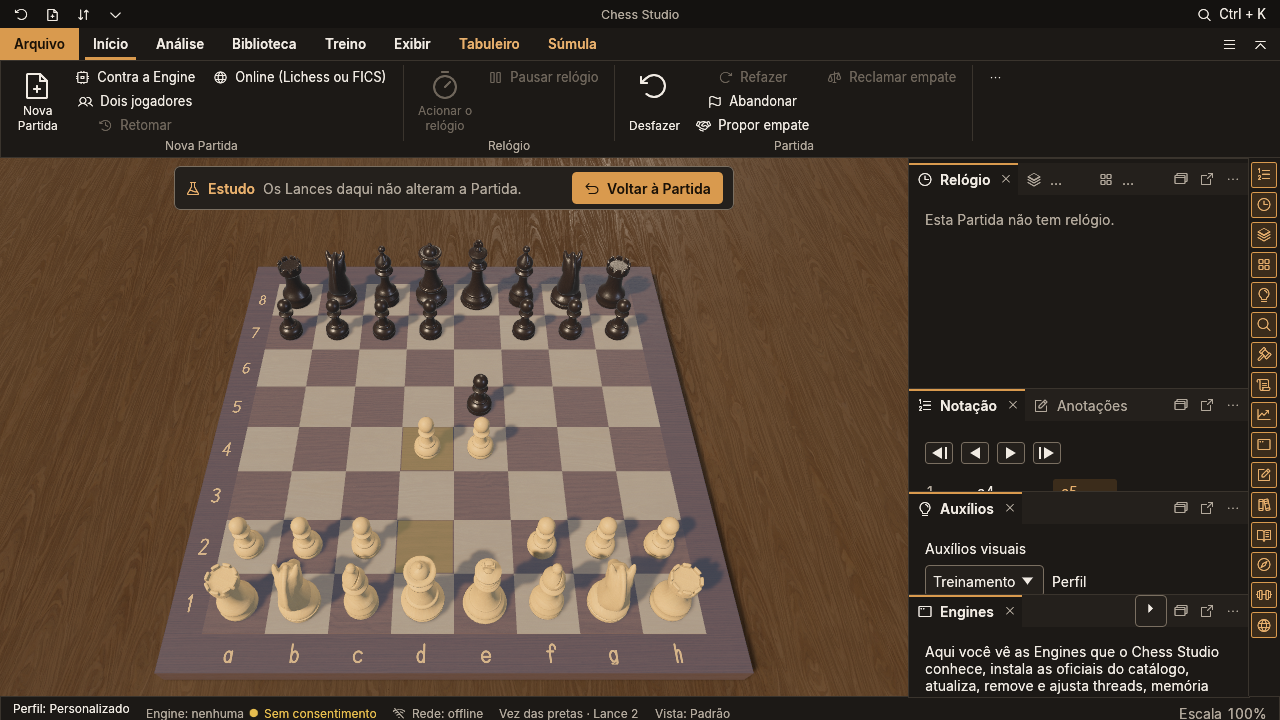 Chess Studio
Ctrl + K
Arquivo Início Análise Biblioteca Treino Exibir Tabuleiro Súmula
Nova Partida
Contra a Engine
Online (Lichess ou FICS)
Dois jogadores
Retomar
Nova Partida
Acionar o relógio
Pausar relógio
Relógio
Desfazer
Refazer
Reclamar empate
Abandonar
Propor empate
Partida
...
Estudo Os Lances daqui não alteram a Partida.
Voltar à Partida
8
7
6
5
4
3
2
1
a b c d e f g h
Relógio ... ...
Esta Partida não tem relógio.
Notação Anotações
1 e4 e5
Auxílios
Auxílios visuais
Treinamento Perfil
Engines
Aqui você vê as Engines que o Chess Studio
conhece, instala as oficiais do catálogo,
atualiza, remove e ajusta threads, memória
Perfil: Personalizado Engine: nenhuma Sem consentimento Rede: offline Vez das pretas · Lance 2 Vista: Padrão Escala 100%